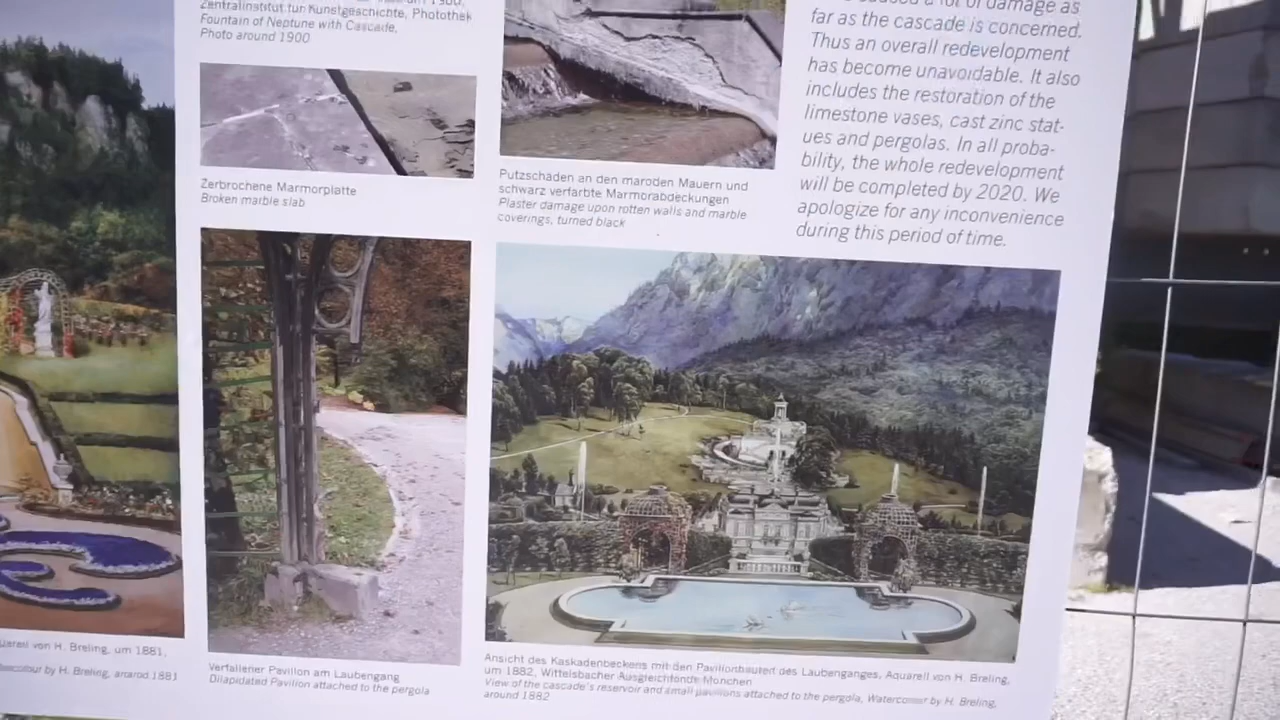 Zentralinstitut für Kunstgeschichte, Photothek
Fountain of Neptune with Cascade,
Photo around 1900
Zerbrochene Marmorplatte
Broken marble slab
Putzschäden an den maroden Mauern und
schwarz verfärbte Marmorabdeckungen
Plaster damage upon rotten walls and marble
coverings, turned black
a lot of damage as
far as the cascade is concerned.
Thus an overall redevelopment
has become unavoidable. It also
includes the restoration of the
limestone vases, cast zinc stat-
ues and pergolas. In all proba-
bility, the whole redevelopment
will be completed by 2020. We
apologize for any inconvenience
during this period of time.
von H. Breling, um 1881,
by H. Breling, around 1881
Verfallener Pavillon am Laubengang
Dilapidated Pavilion attached to the pergola
Ansicht des Kaskadenbeckens mit den Pavillonbauten des Laubenganges, Aquarell von H. Breling,
um 1882, Wittelsbacher Ausgleichfonds München
View of the cascade's reservoir and small pavilions attached to the pergola, Watercolour by H. Breling,
around 1882